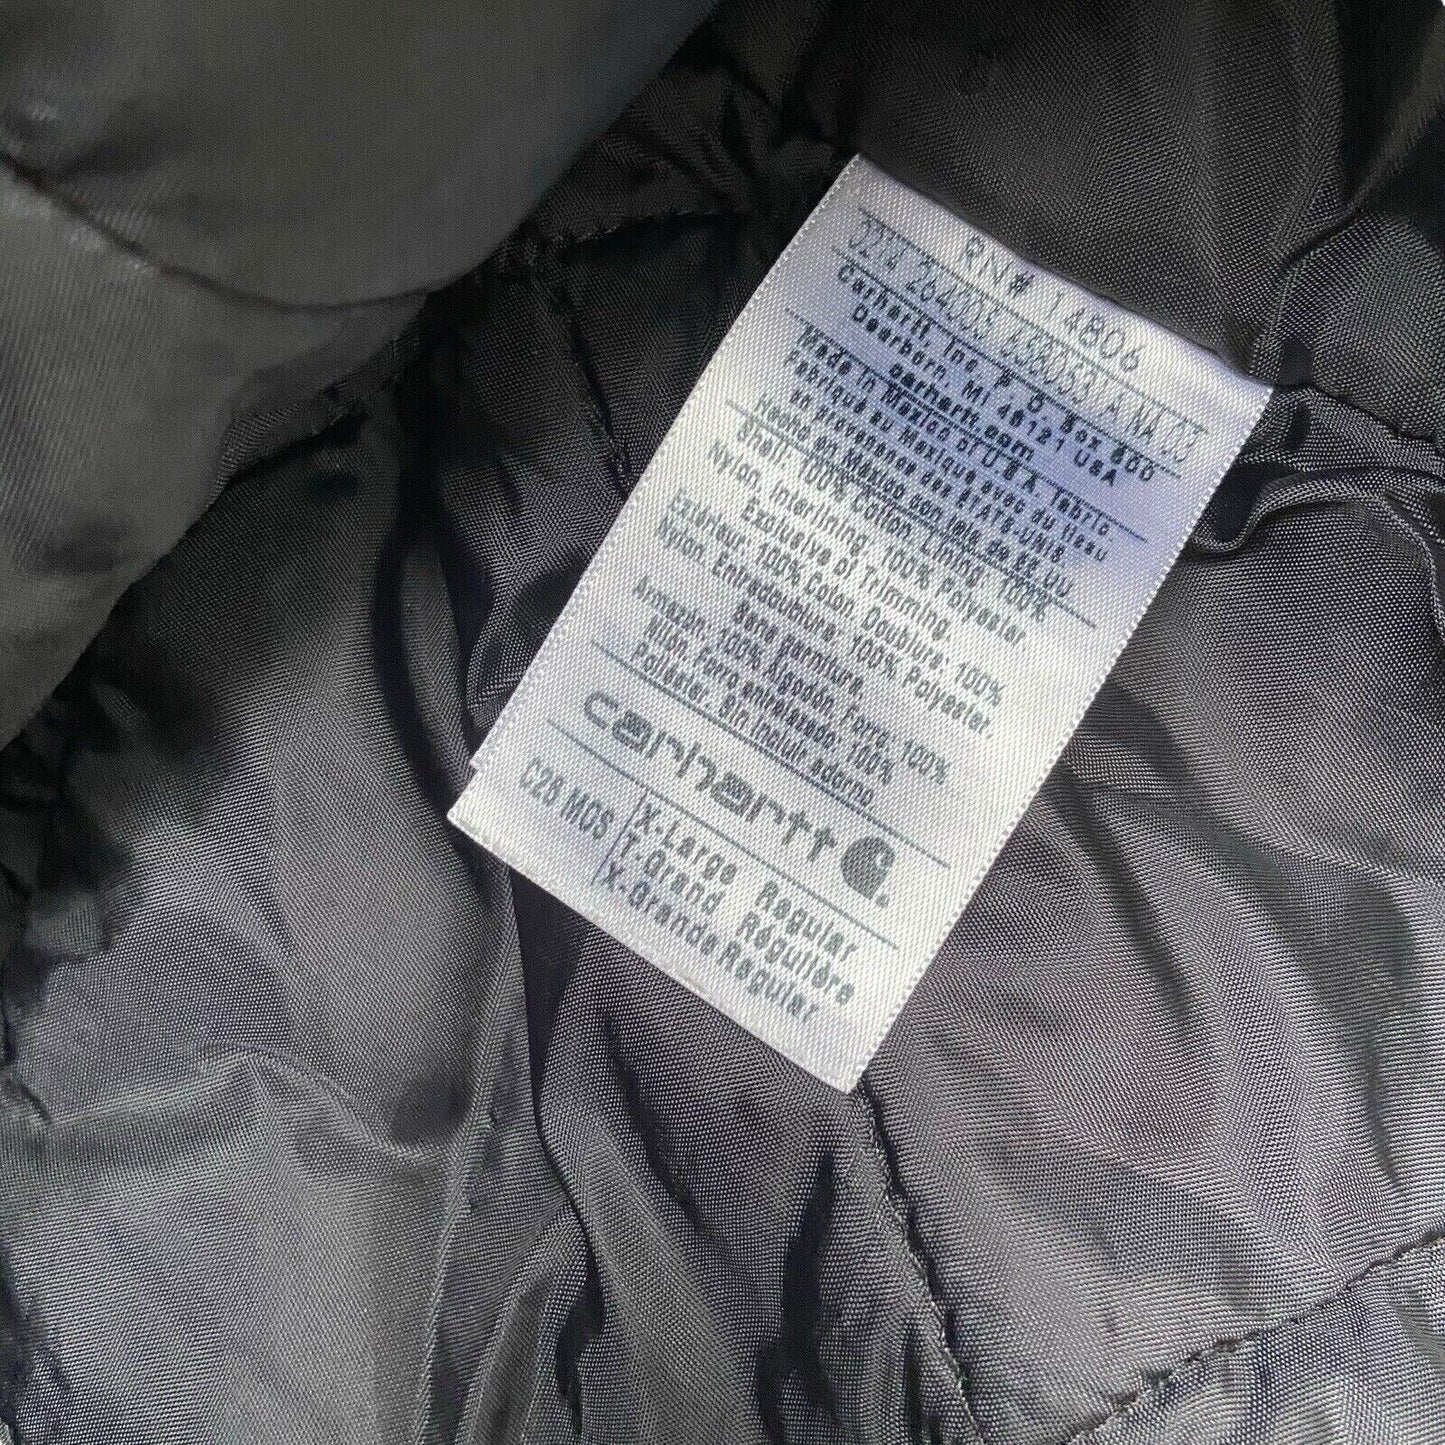 RN# 14806
Carhartt, Inc. P.O. Box 600
Dearborn, MI 48121 USA
carhartt.com
Made in Mexico of U.S.A. fabric.
Fabriqué au Mexique avec du tissu
en provenance des ÉTATS-UNIS.
Hecho en México con tela de EE.UU.
Shell: 100% Cotton, Lining: 100%
Nylon, Interlining: 100% Polyester
Exclusive of Trimming.
Extérieur: 100% Coton, Doublure: 100%
Nylon, Entredoublure: 100% Polyester.
Sans Garniture.
Armazón: 100% Algodón, Forro: 100%
Nilón, Forro entrelazado: 100%
Poliéster, Sin incluir adorno.
carhartt
C26 MOS
X-Large Regular
T-Grand Régulière
X-Grande Regular